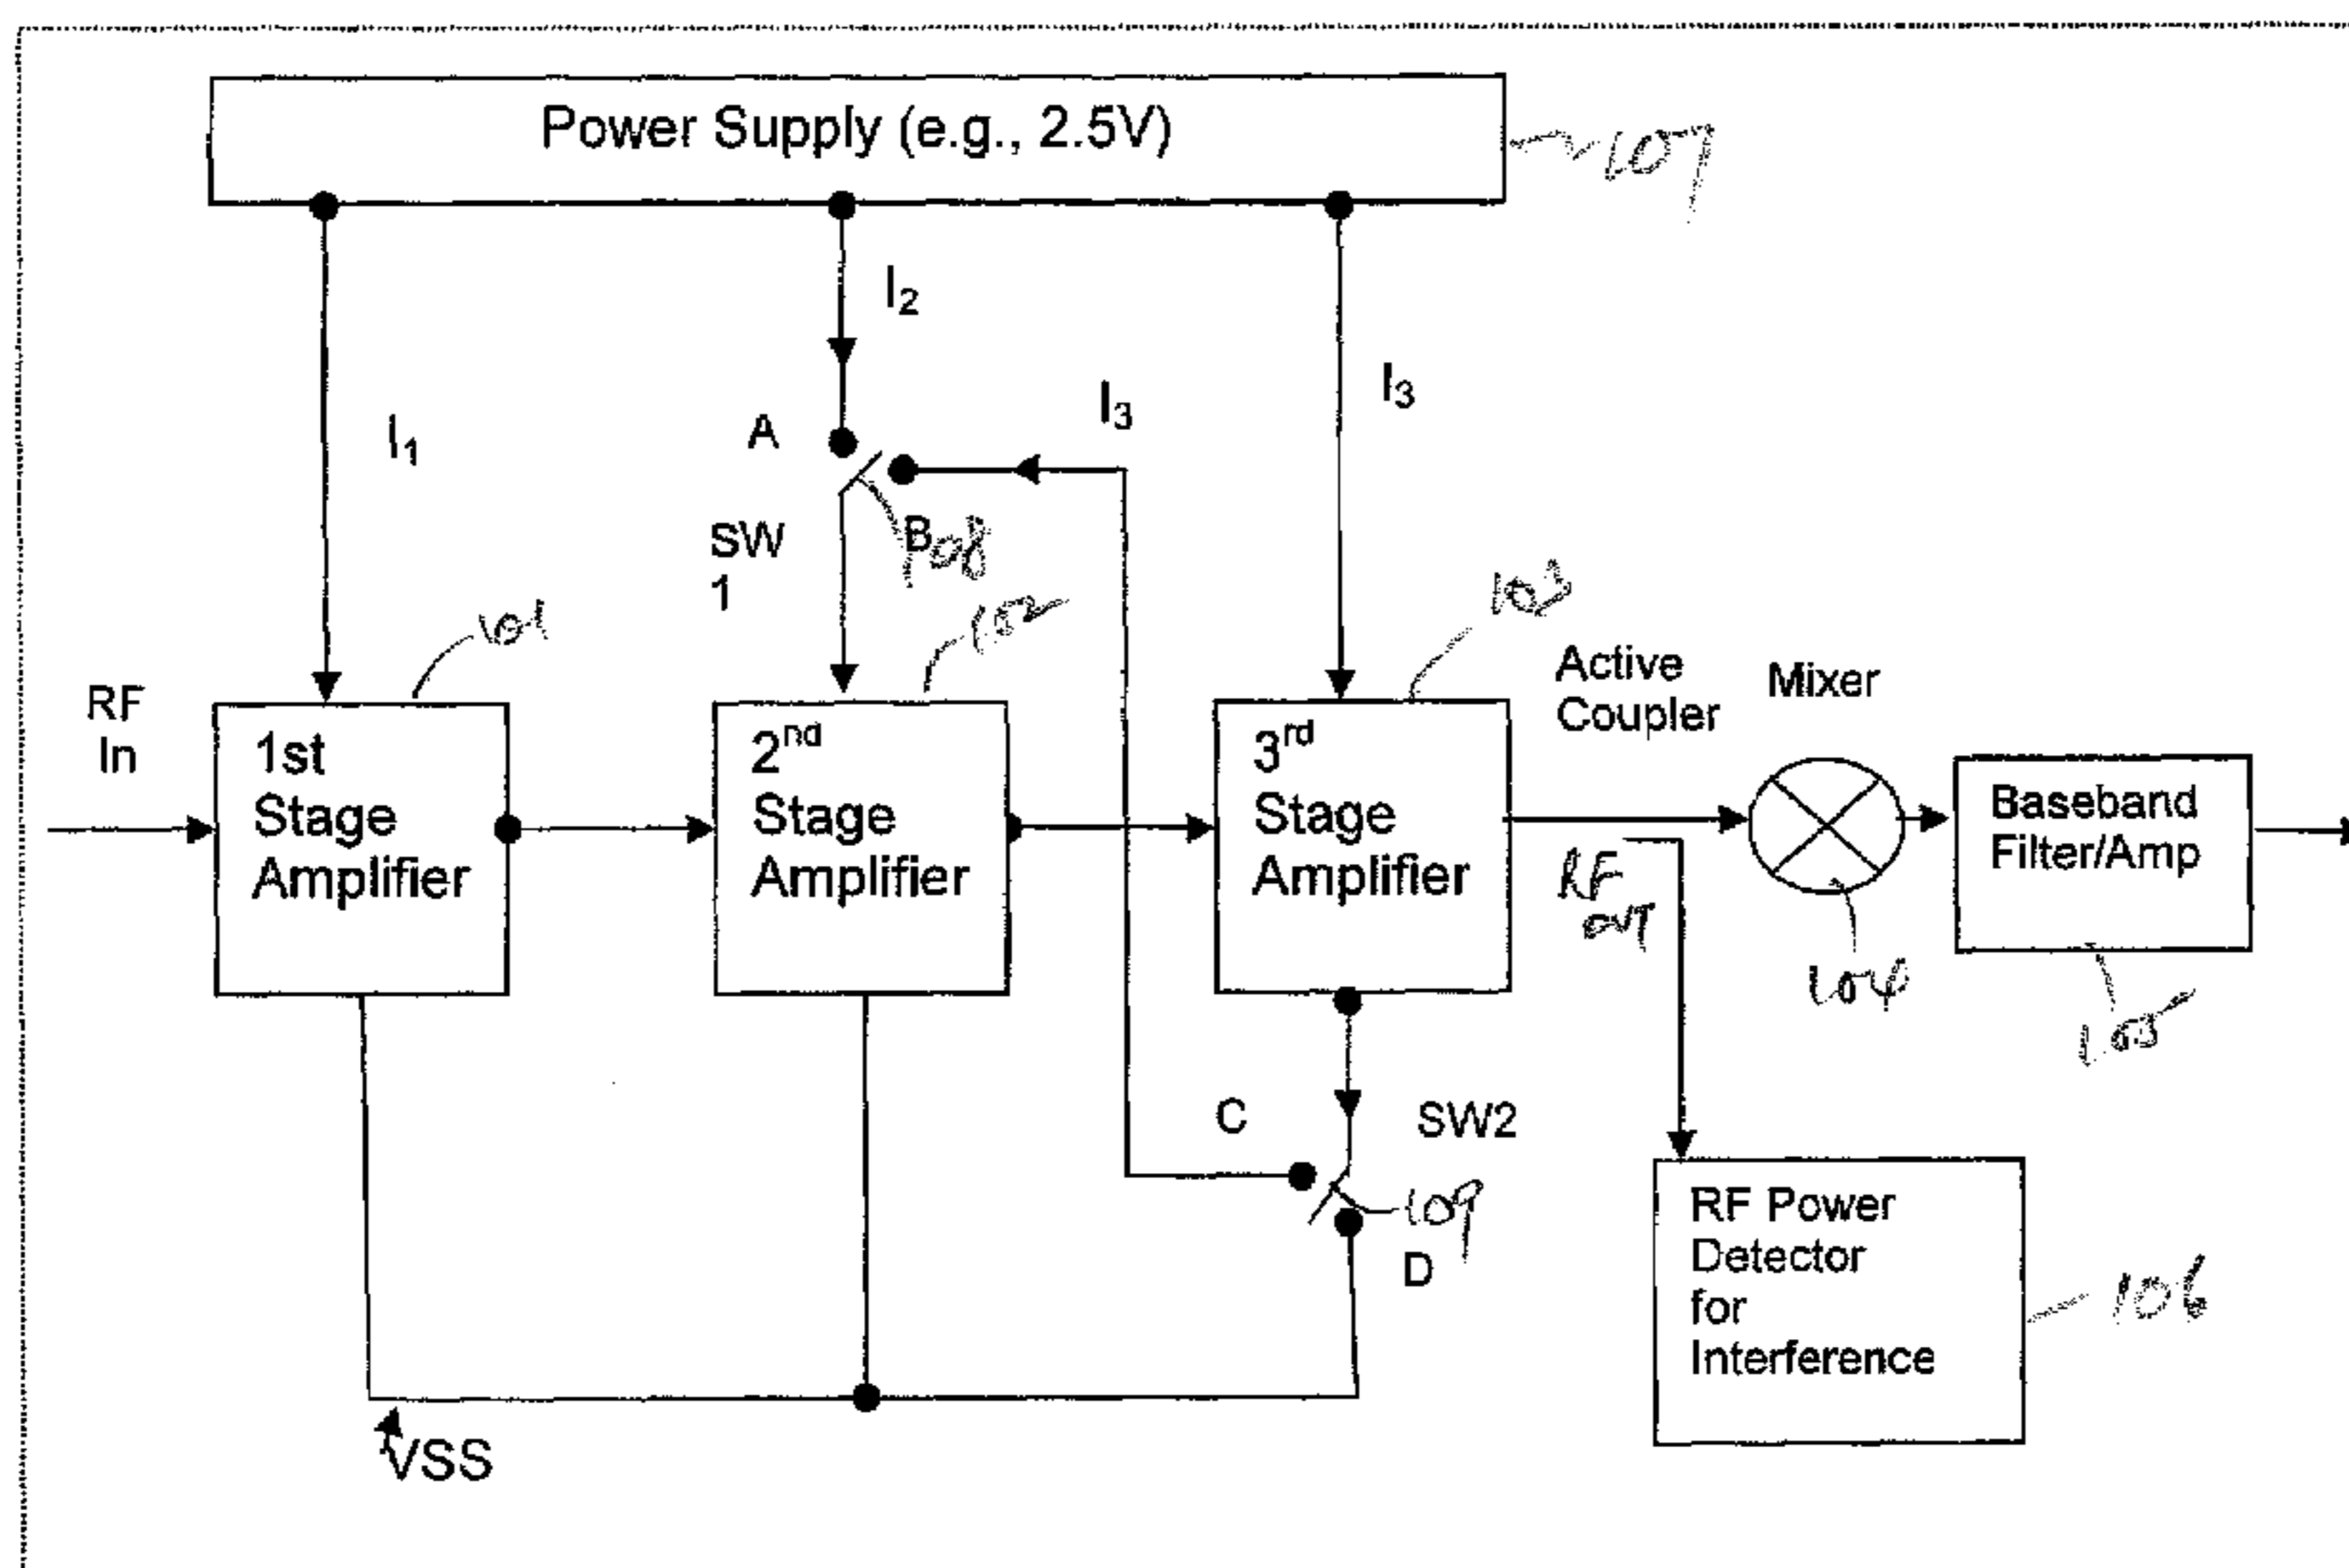 Power Supply (e.g., 2.5V)
107
I2
I3
I3
A
I1
SW
1
B
108
101
102
103
Active
Coupler
Mixer
RF
In
1st
Stage
Amplifier
2nd
Stage
Amplifier
3rd
Stage
Amplifier
Baseband
Filter/Amp
RF
out
104
105
C
SW2
109
D
RF Power
Detector
for
Interference
106
VSS